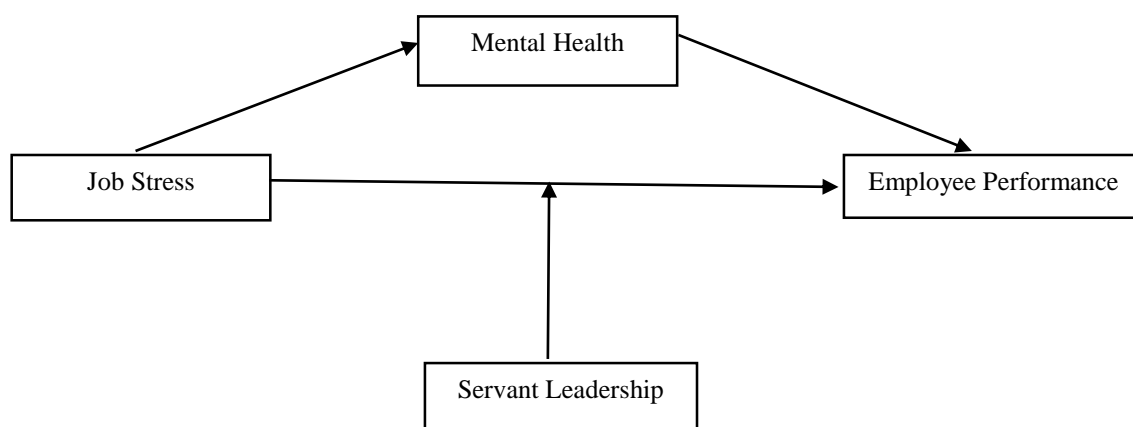 Mental Health
Job Stress
Employee Performance
Servant Leadership